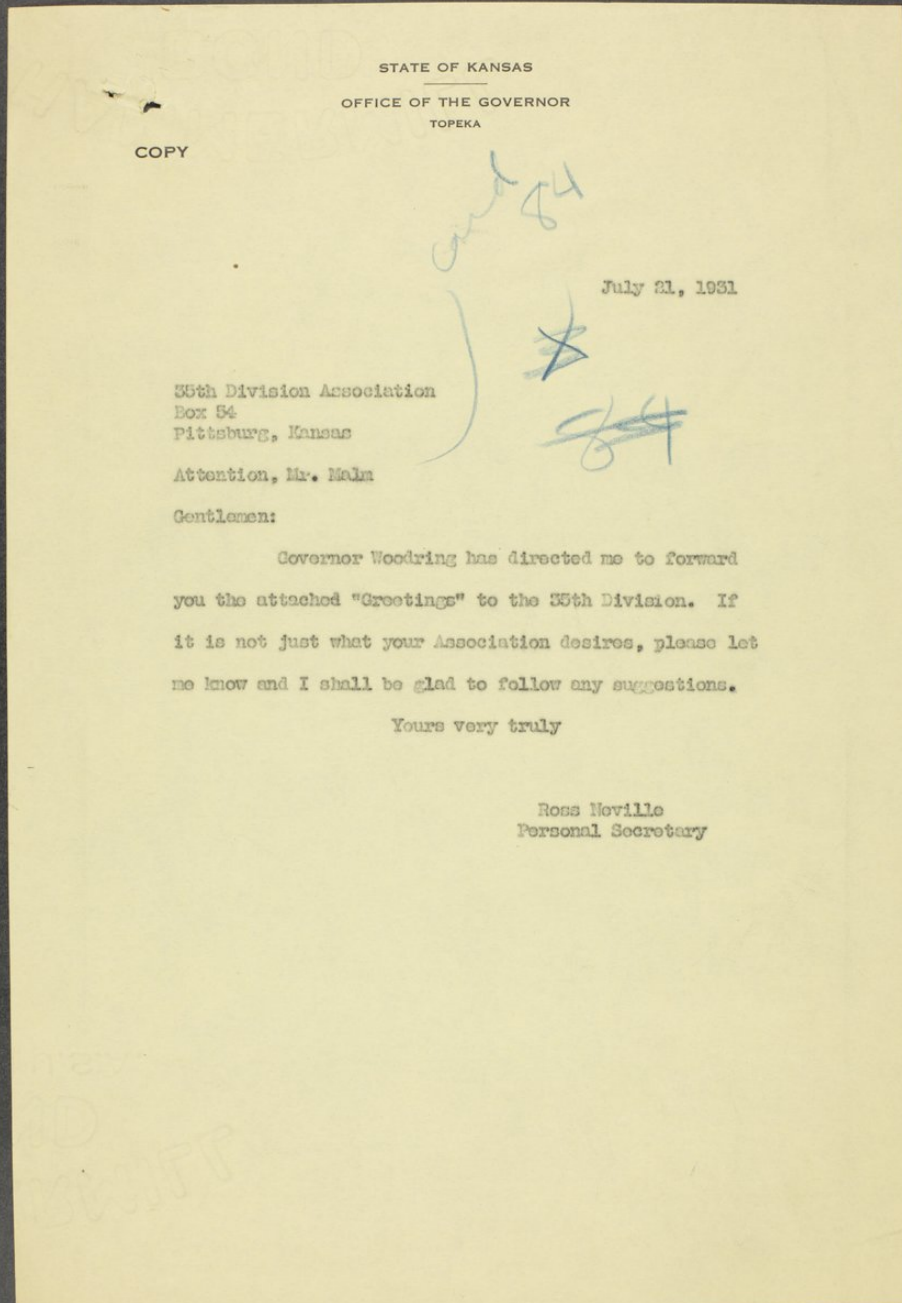 STATE OF KANSAS
OFFICE OF THE GOVERNOR
TOPEKA
COPY
84
July 21, 1931
35th Division Association
Box 54
Pittsburg, Kansas
84
Attention, Mr. Malm
Gentlemen:
Governor Woodring has directed me to forward
you the attached "Greetings" to the 35th Division. If
it is not just what your Association desires, please let
me know and I shall be glad to follow any suggestions.
Yours very truly
Ross Neville
Personal Secretary